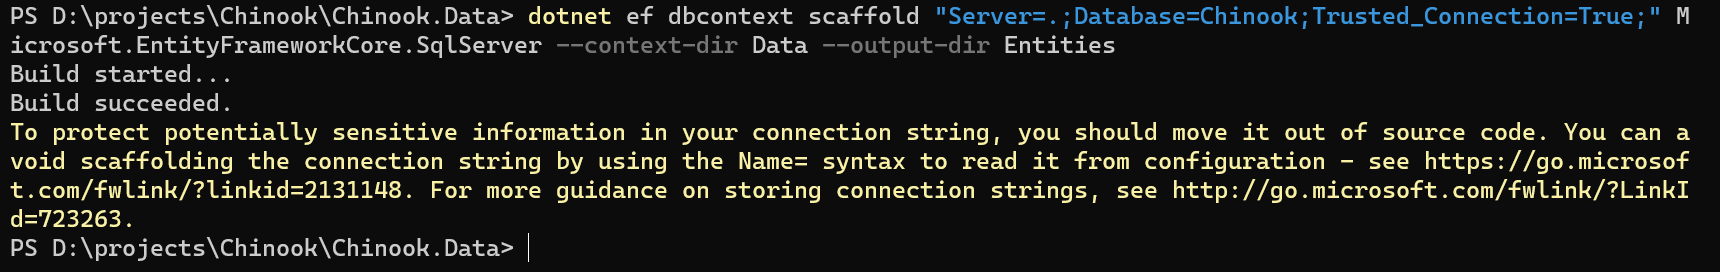 PS D:\projects\Chinook\Chinook.Data> dotnet ef dbcontext scaffold "Server=.;Database=Chinook;Trusted_Connection=True;" M
icrosoft.EntityFrameworkCore.SqlServer --context-dir Data --output-dir Entities
Build started...
Build succeeded.
To protect potentially sensitive information in your connection string, you should move it out of source code. You can a
void scaffolding the connection string by using the Name= syntax to read it from configuration - see https://go.microsof
t.com/fwlink/?linkid=2131148. For more guidance on storing connection strings, see http://go.microsoft.com/fwlink/?LinkI
d=723263.
PS D:\projects\Chinook\Chinook.Data>